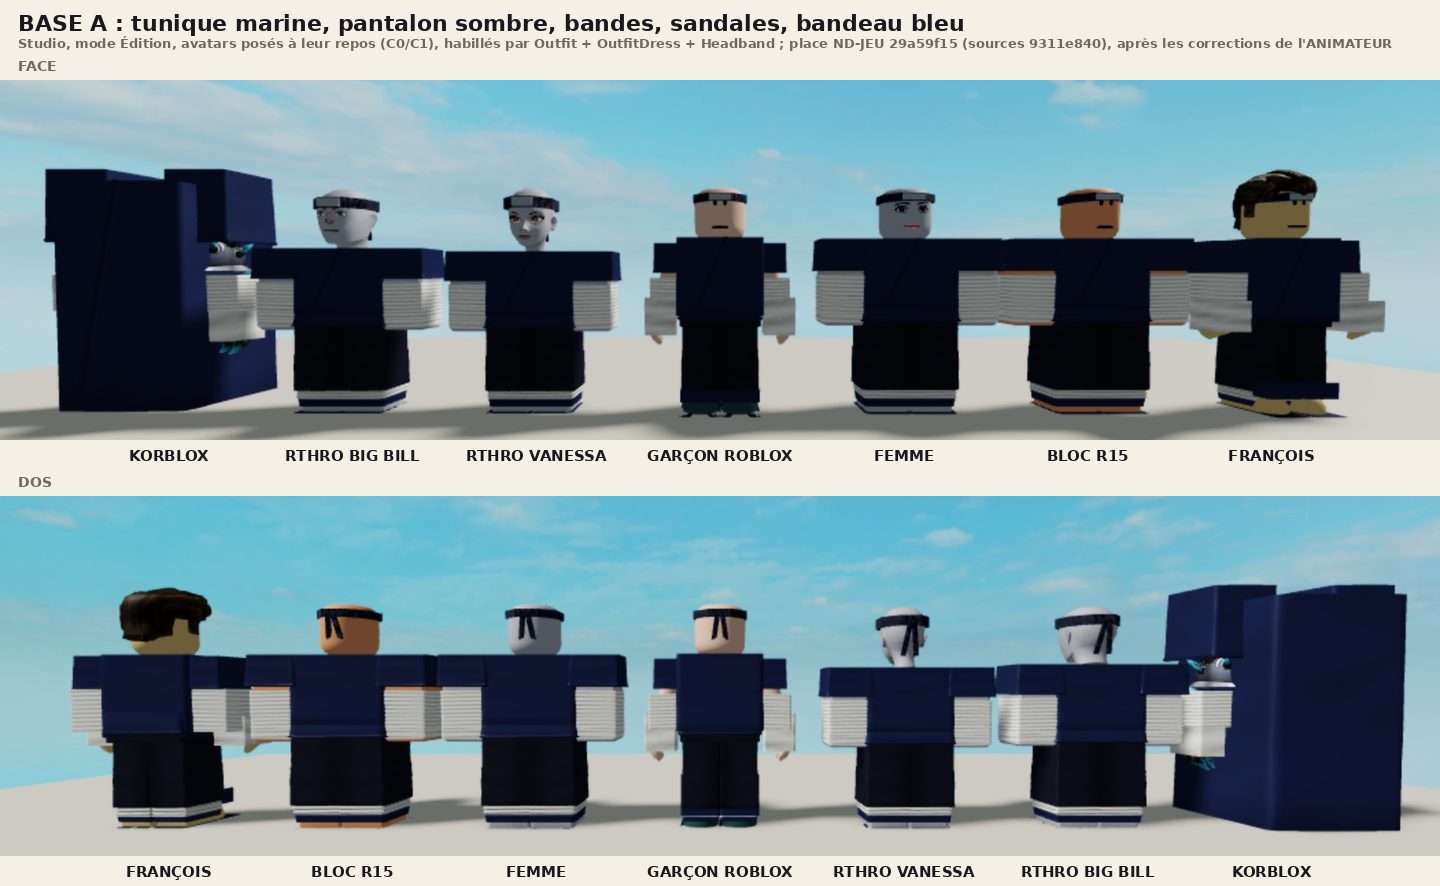 BASE A : tunique marine, pantalon sombre, bandes, sandales, bandeau bleu
Studio, mode Édition, avatars posés à leur repos (C0/C1), habillés par Outfit + OutfitDress + Headband ; place ND-JEU 29a59f15 (sources 9311e840), après les corrections de l'ANIMATEUR
FACE
KORBLOX RTHRO BIG BILL RTHRO VANESSA GARÇON ROBLOX FEMME BLOC R15 FRANÇOIS
DOS
FRANÇOIS BLOC R15 FEMME GARÇON ROBLOX RTHRO VANESSA RTHRO BIG BILL KORBLOX